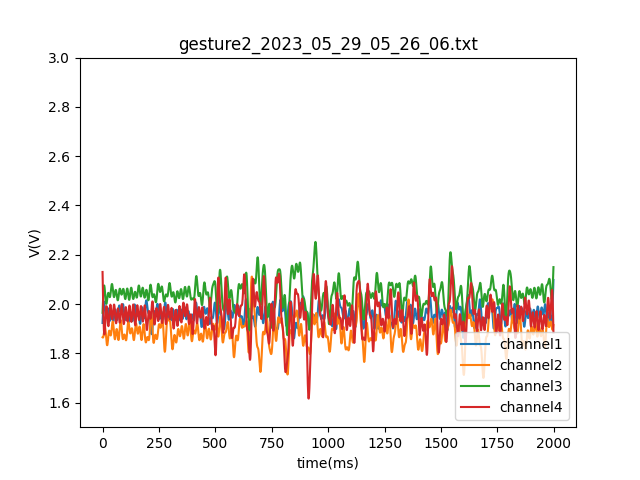 gesture2_2023_05_29_05_26_06.txt
3.0
2.8
2.6
2.4
2.2
2.0
1.8
1.6
V(V)
channel1
channel2
channel3
channel4
0 250 500 750 1000 1250 1500 1750 2000
time(ms)